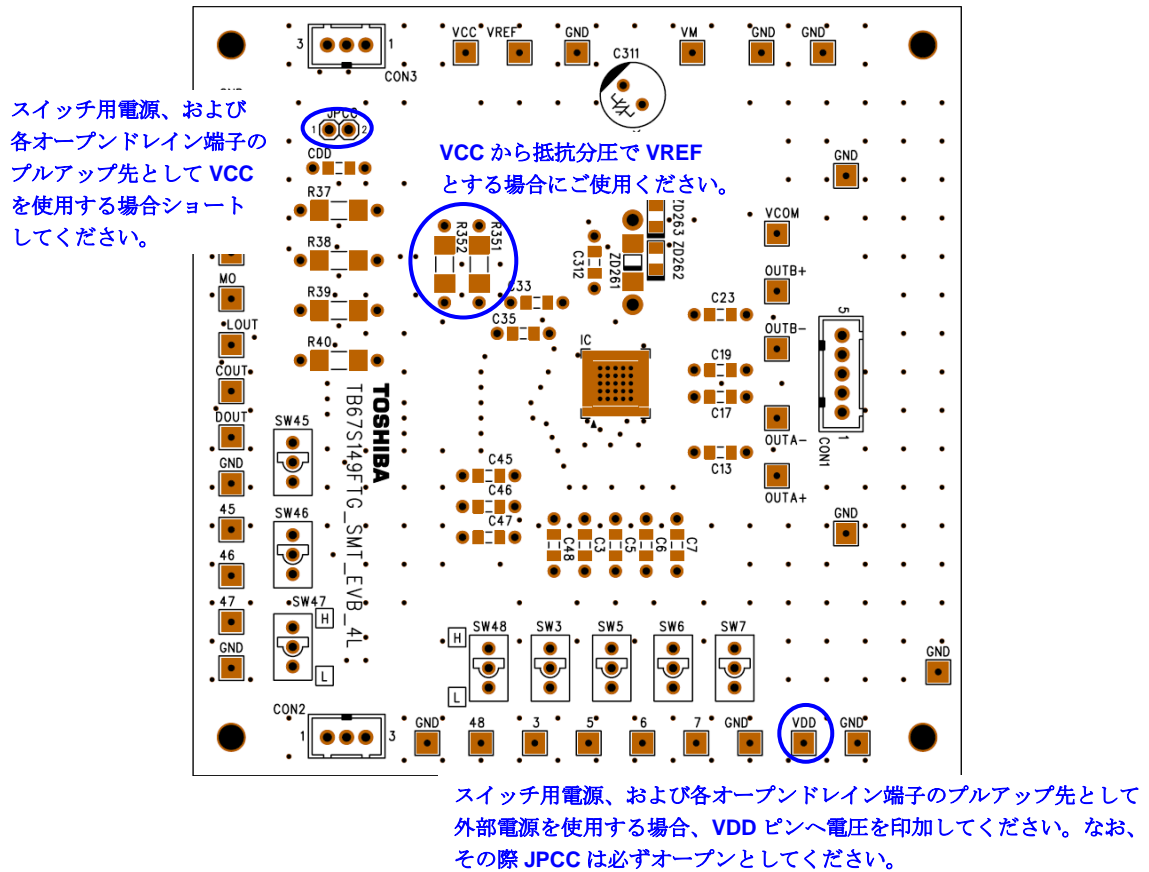 3
1
CON3
VCC
VREF
GND
VM
GND
GND
C311
スイッチ用電源、および
各オープンドレイン端子の
プルアップ先として VCC
を使用する場合ショート
してください。
1
2
VCC から抵抗分圧で VREF
とする場合にご使用ください。
CDD
R37
R38
R39
R40
R352
R351
C33
C35
C312
ZD261
ZD263
ZD262
IC
GND
VCOM
OUTB+
OUTB-
OUTA-
OUTA+
GND
5
1
CON1
C23
C19
C17
C13
MO
LOUT
COUT
DOUT
GND
45
46
47
GND
SW45
SW46
SW47
H
L
TOSHIBA
TB67S149FTG_SMT_EVB_4L
C45
C46
C47
C48
C3
C5
C6
C7
H
L
SW48
SW3
SW5
SW6
SW7
GND
CON2
1
3
GND
48
3
5
6
7
GND
VDD
GND
スイッチ用電源、および各オープンドレイン端子のプルアップ先として
外部電源を使用する場合、VDD ピンへ電圧を印加してください。なお、
その際 JPCC は必ずオープンとしてください。